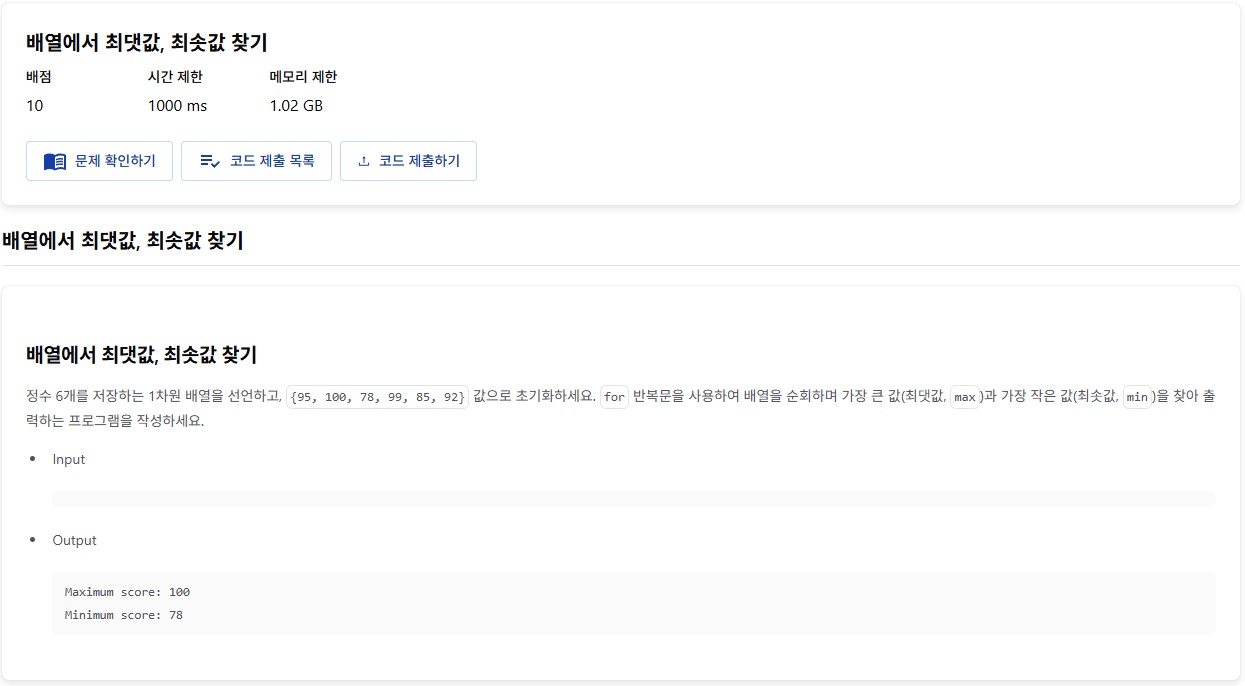 배열에서 최댓값, 최솟값 찾기
배점 시간 제한 메모리 제한
10 1000 ms 1.02 GB
문제 확인하기 코드 제출 목록 코드 제출하기
배열에서 최댓값, 최솟값 찾기
배열에서 최댓값, 최솟값 찾기
정수 6개를 저장하는 1차원 배열을 선언하고, {95, 100, 78, 99, 85, 92} 값으로 초기화하세요. for 반복문을 사용하여 배열을 순회하며 가장 큰 값(최댓값, max)과 가장 작은 값(최솟값, min)을 찾아 출
력하는 프로그램을 작성하세요.
Input
Output
Maximum score: 100
Minimum score: 78